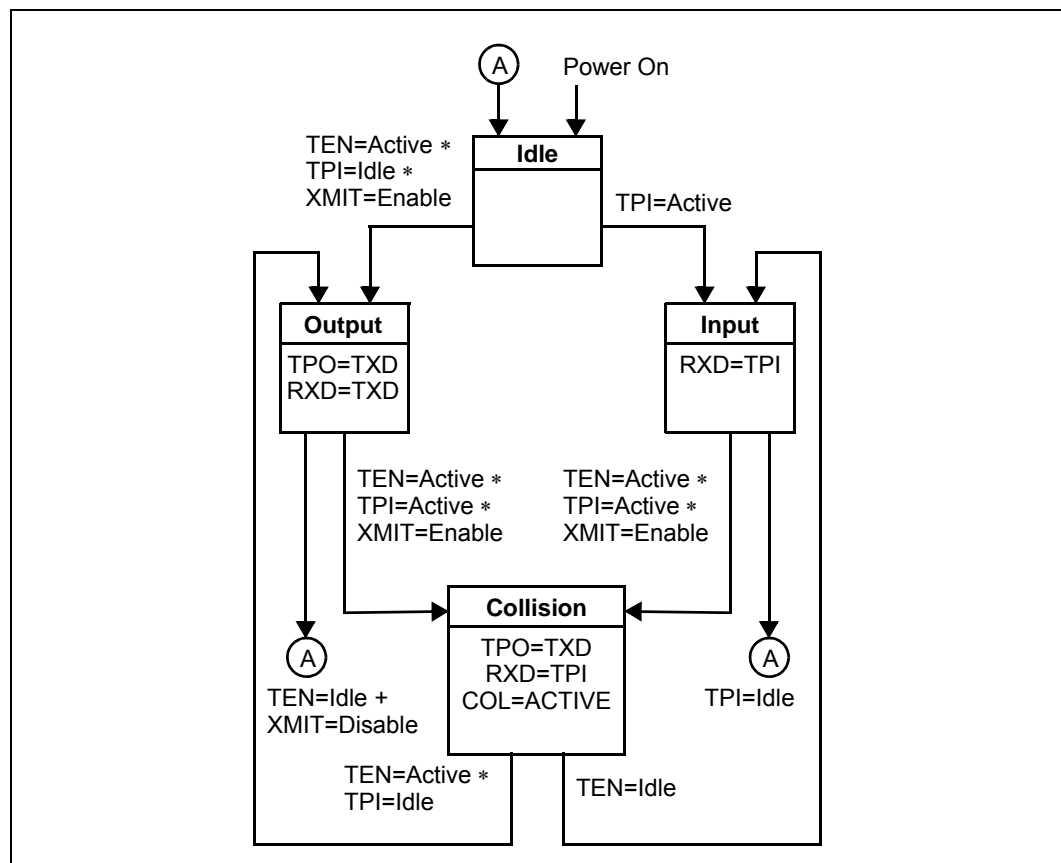 A
Power On
TEN=Active *
TPI=Idle *
XMIT=Enable
Idle
TPI=Active
Output
TPO=TXD
RXD=TXD
Input
RXD=TPI
TEN=Active *
TPI=Active *
XMIT=Enable
TEN=Active *
TPI=Active *
XMIT=Enable
Collision
TPO=TXD
RXD=TPI
COL=ACTIVE
A
TEN=Idle +
XMIT=Disable
A
TPI=Idle
TEN=Active *
TPI=Idle
TEN=Idle